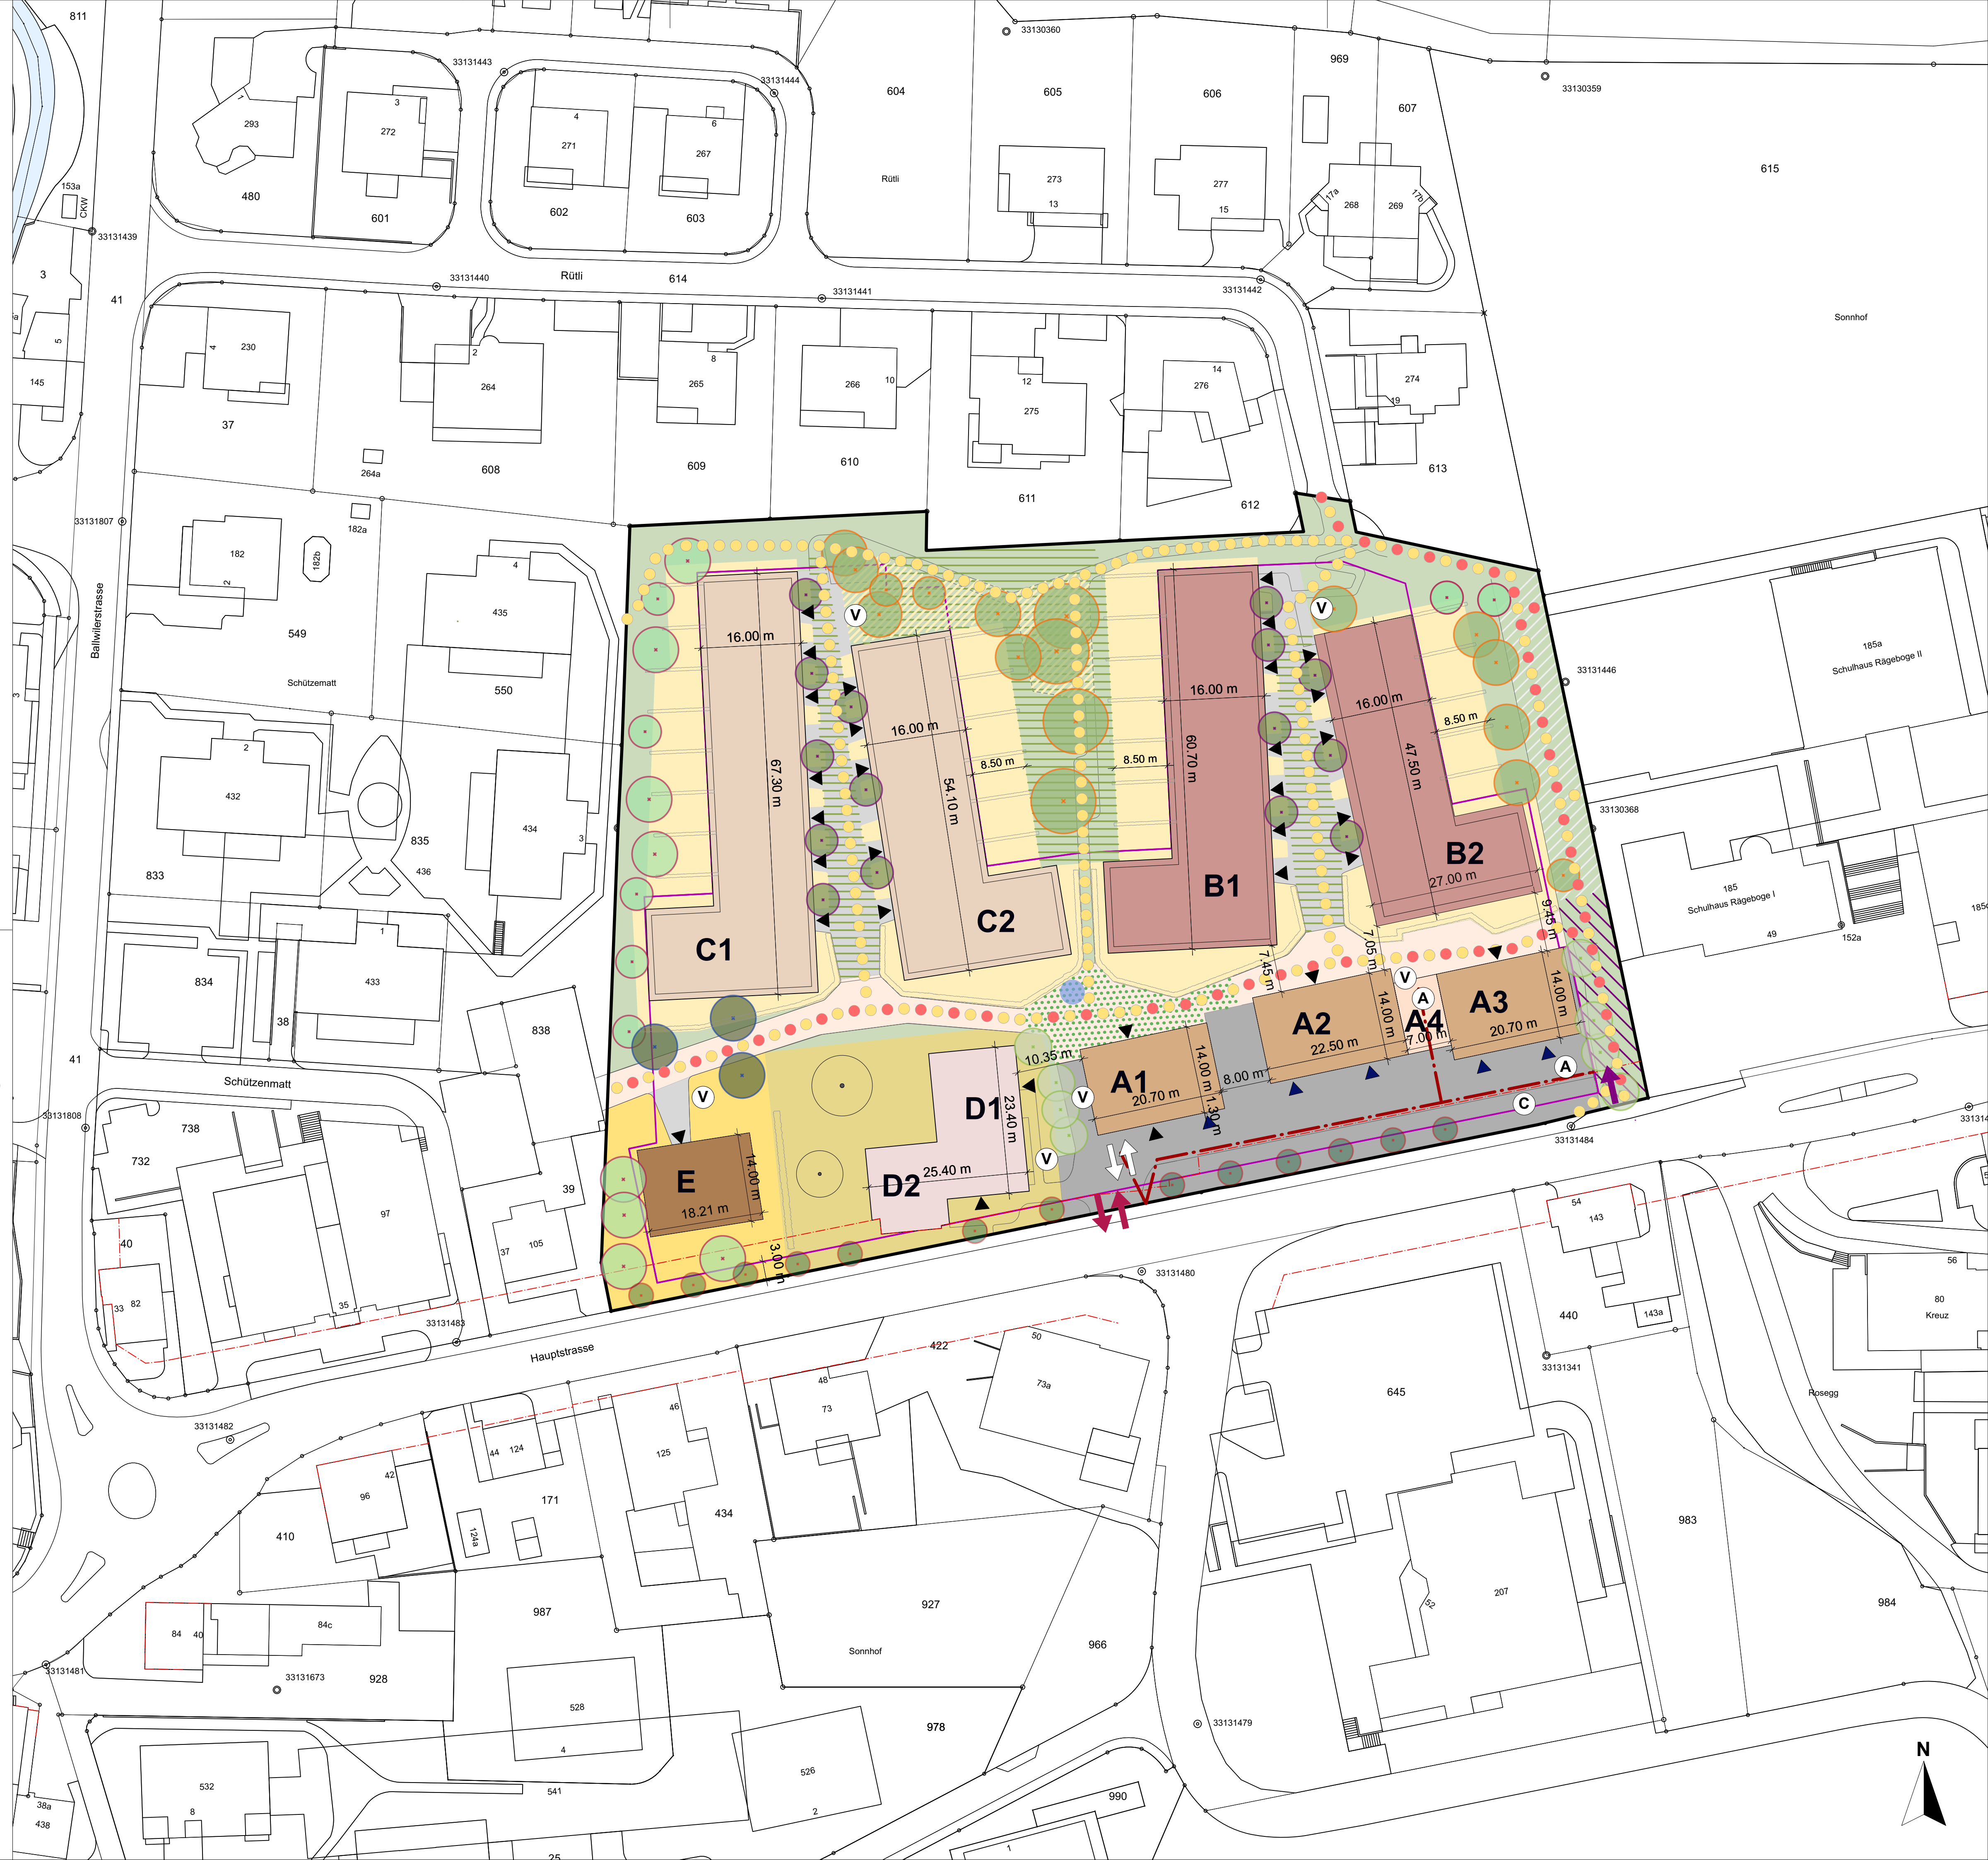 811
33130360
969
33131443
33131444
604
605
606
607
33130359
615
293
3
272
4
271
6
267
Rütli
273
13
277
15
17a
17b
268
269
153a
CKW
480
601
602
603
33131439
3
41
Rütli
614
33131440
33131441
33131442
Sonnhof
5
145
4
230
2
264
8
265
266
10
12
275
14
276
274
19
37
264a
608
609
610
611
612
613
33131807
182a
182
182b
2
4
435
549
Ballwilerstrasse
Schützematt
550
185a
Schulhaus Rägeboge II
33131446
V
V
16.00 m
16.00 m
16.00 m
16.00 m
8.50 m
8.50 m
8.50 m
67.30 m
54.10 m
60.70 m
47.50 m
2
432
434
3
835
436
833
3
33130368
185
Schulhaus Rägeboge I
49
152a
B2
27.00 m
B1
C2
C1
9.45 m
7.05 m
7.45 m
1
433
834
38
838
V
A
A3
A4
A2
14.00 m
14.00 m
20.70 m
7.00 m
22.50 m
41
Schützenmatt
10.35 m
14.00 m
8.00 m
A1
20.70 m
1.30 m
A
C
V
V
D1
23.40 m
33131808
738
732
33131484
V
D2
25.40 m
E
14.00 m
18.21 m
3.00 m
97
39
37
105
40
33
82
35
33131483
33131480
54
143
143a
440
56
80
Kreuz
Hauptstrasse
422
50
73a
48
73
33131341
645
Rosegg
33131482
42
96
44
124
46
125
171
124a
410
434
983
207
52
84
40
84c
987
927
Sonnhof
966
984
33131481
33131673
928
528
4
978
33131479
N
526
2
532
8
541
38a
438
990
1
25